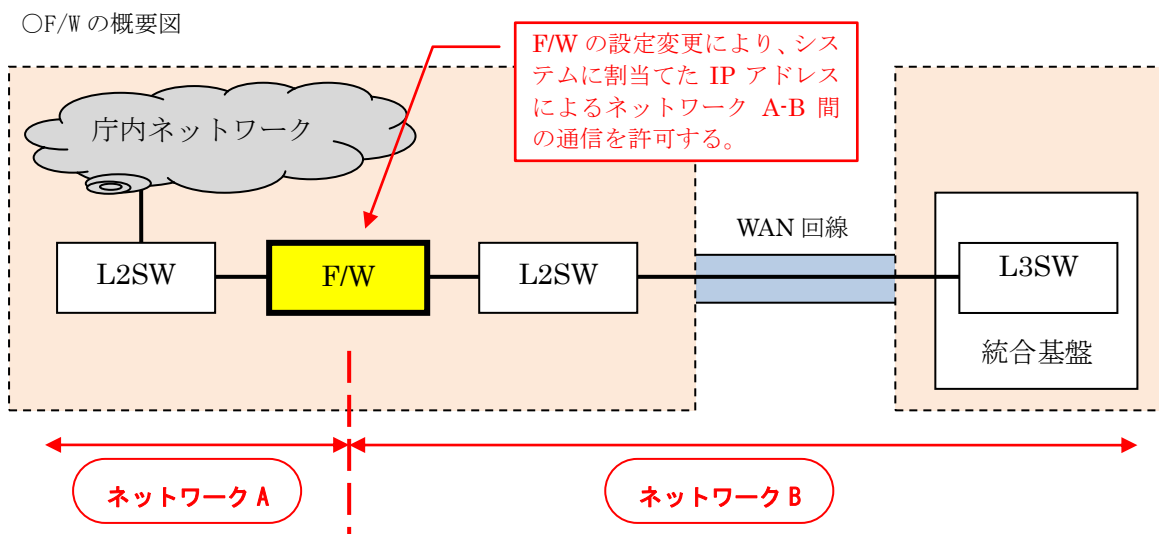 ○F/W の概要図
F/W の設定変更により、シス
テムに割当てた IP アドレス
によるネットワーク A-B 間
の通信を許可する。
庁内ネットワーク
WAN 回線
L2SW
F/W
L2SW
L3SW
統合基盤
ネットワーク A
ネットワーク B